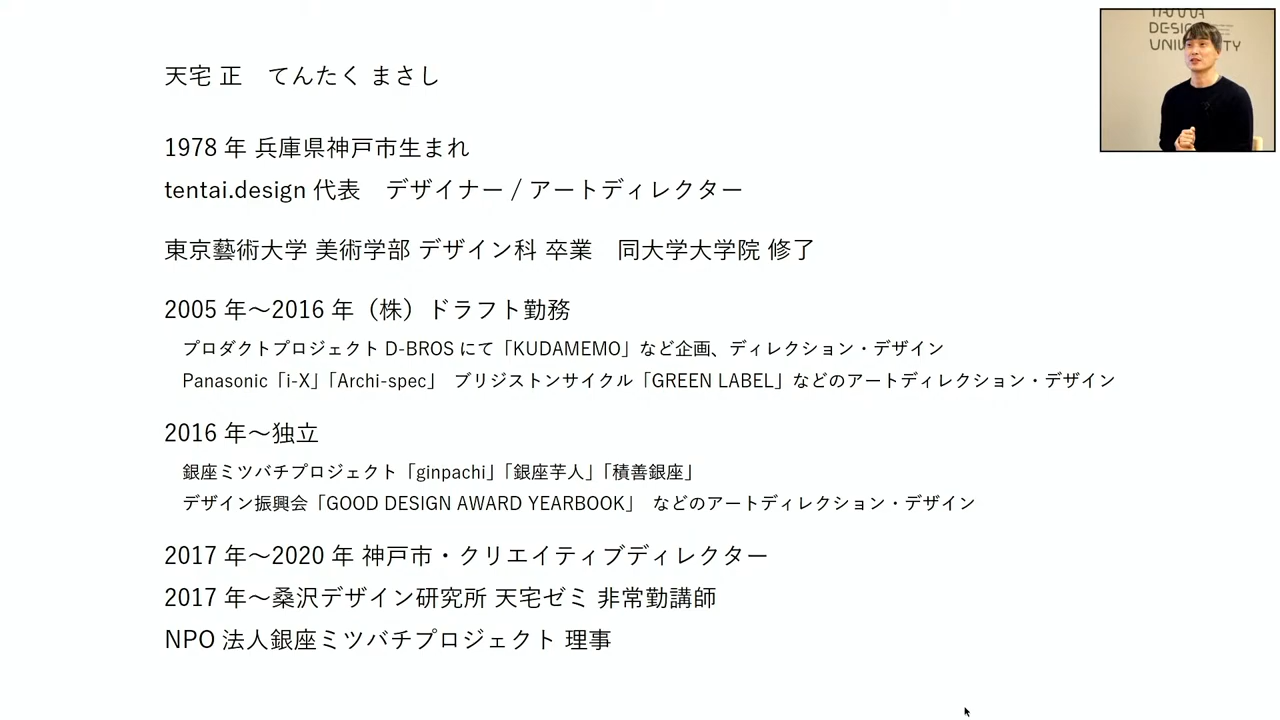 天宅 正　てんたく まさし
1978 年 兵庫県神戸市生まれ
tentai.design 代表　デザイナー / アートディレクター
東京藝術大学 美術学部 デザイン科 卒業　同大学大学院 修了
2005 年〜2016 年（株）ドラフト勤務
プロダクトプロジェクト D-BROS にて「KUDAMEMO」など企画、ディレクション・デザイン
Panasonic「i-X」「Archi-spec」 ブリジストンサイクル「GREEN LABEL」などのアートディレクション・デザイン
2016 年〜独立
銀座ミツバチプロジェクト「ginpachi」「銀座芋人」「積善銀座」
デザイン振興会「GOOD DESIGN AWARD YEARBOOK」 などのアートディレクション・デザイン
2017 年〜2020 年 神戸市・クリエイティブディレクター
2017 年〜桑沢デザイン研究所 天宅ゼミ 非常勤講師
NPO 法人銀座ミツバチプロジェクト 理事